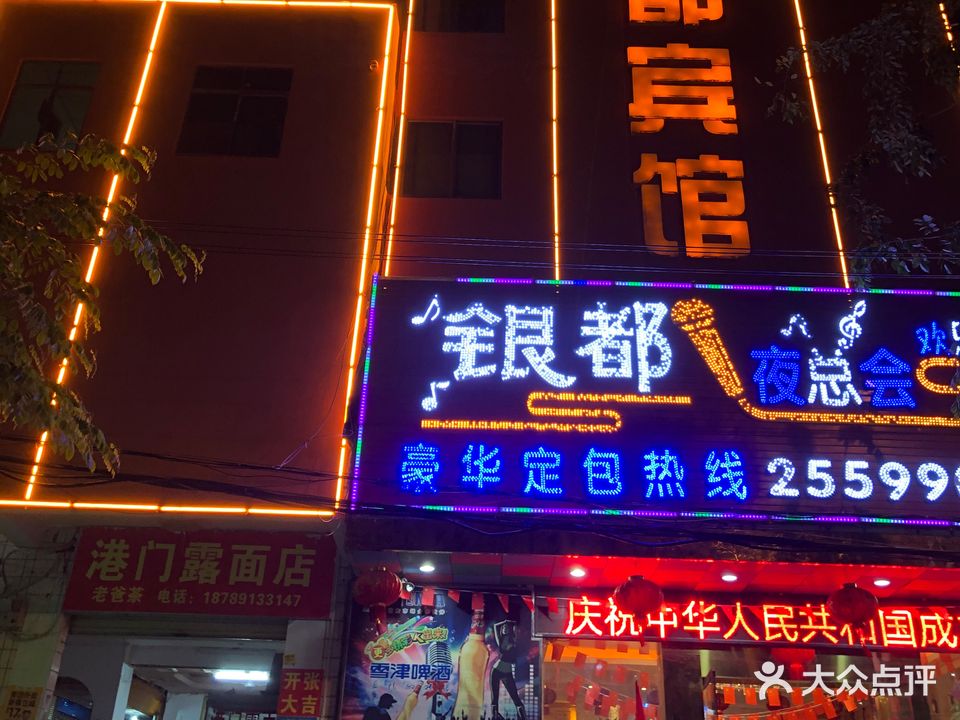 宾馆
银都
夜总会
豪华定包热线 25599
港门露面店
老爸茶 电话：18789133147
庆祝中华人民共和国成
雪津啤酒
开张
大吉
大众点评